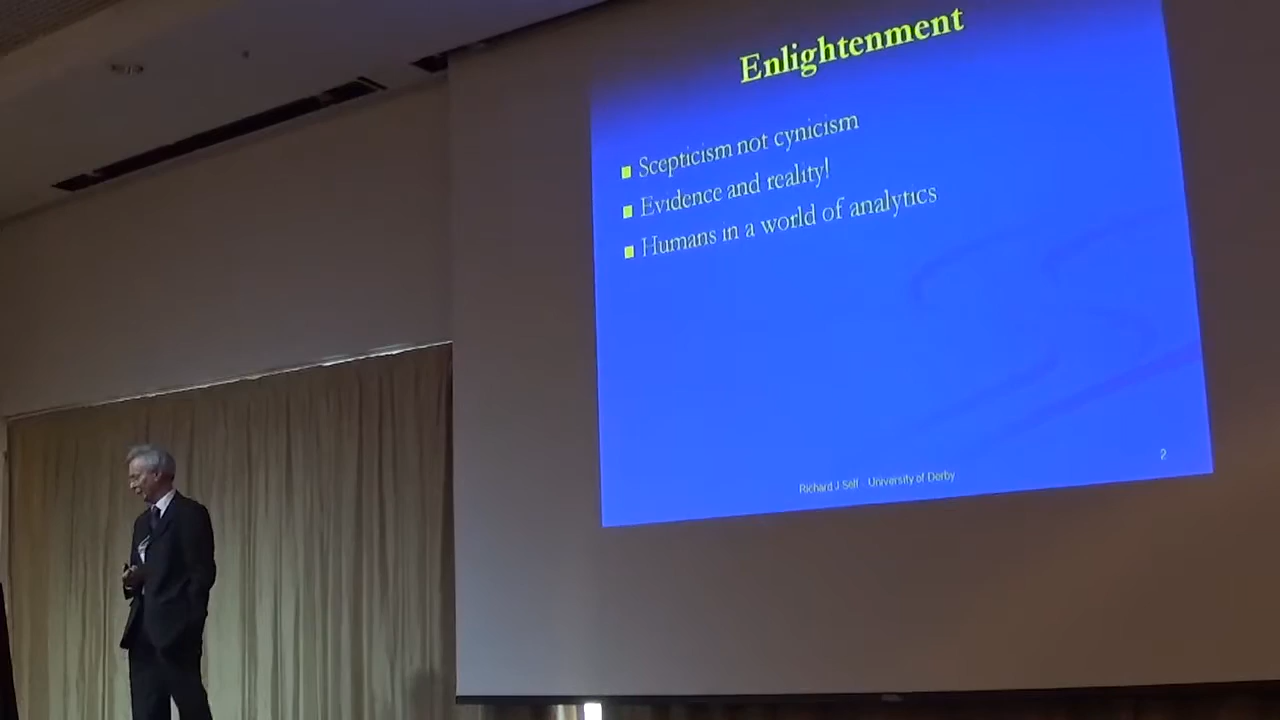 Enlightenment
Scepticism not cynicism
Evidence and reality!
Humans in a world of analytics
Richard J Self - University of Derby
2